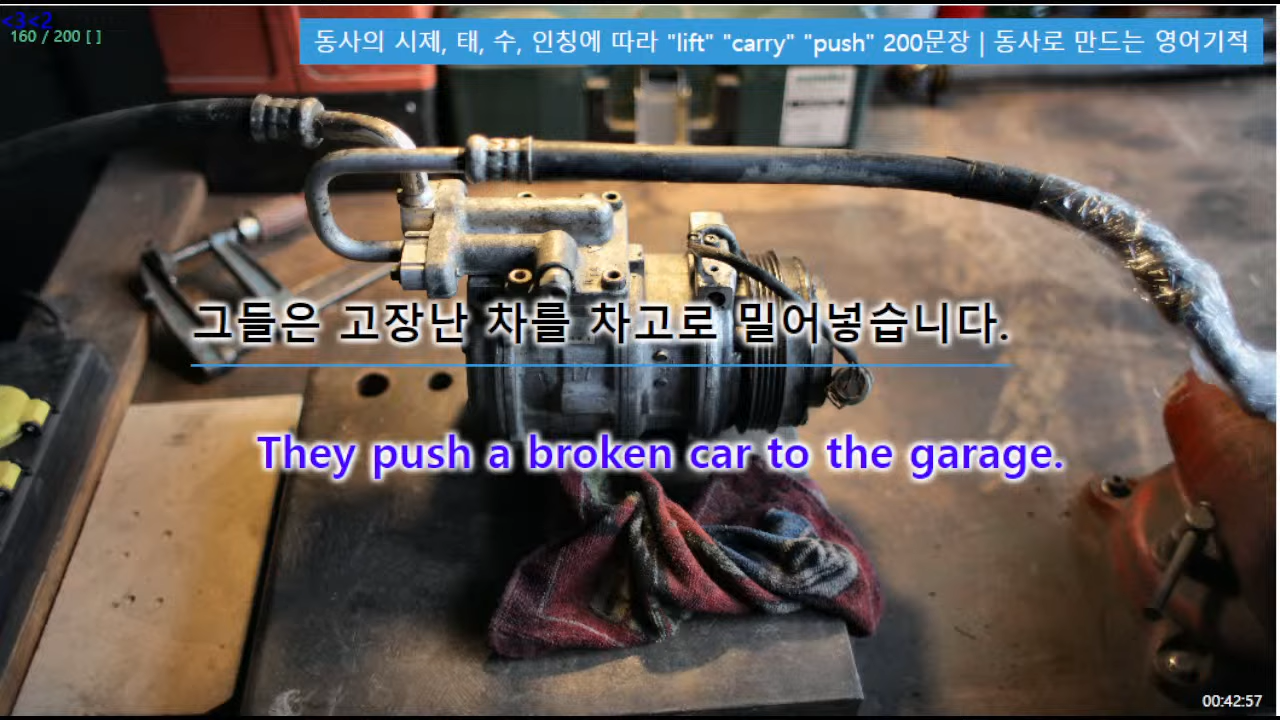 <3<2
160 / 200 [ ]
동사의 시제, 태, 수, 인칭에 따라 "lift" "carry" "push" 200문장 | 동사로 만드는 영어기적
그들은 고장난 차를 차고로 밀어넣습니다.
They push a broken car to the garage.
00:42:57